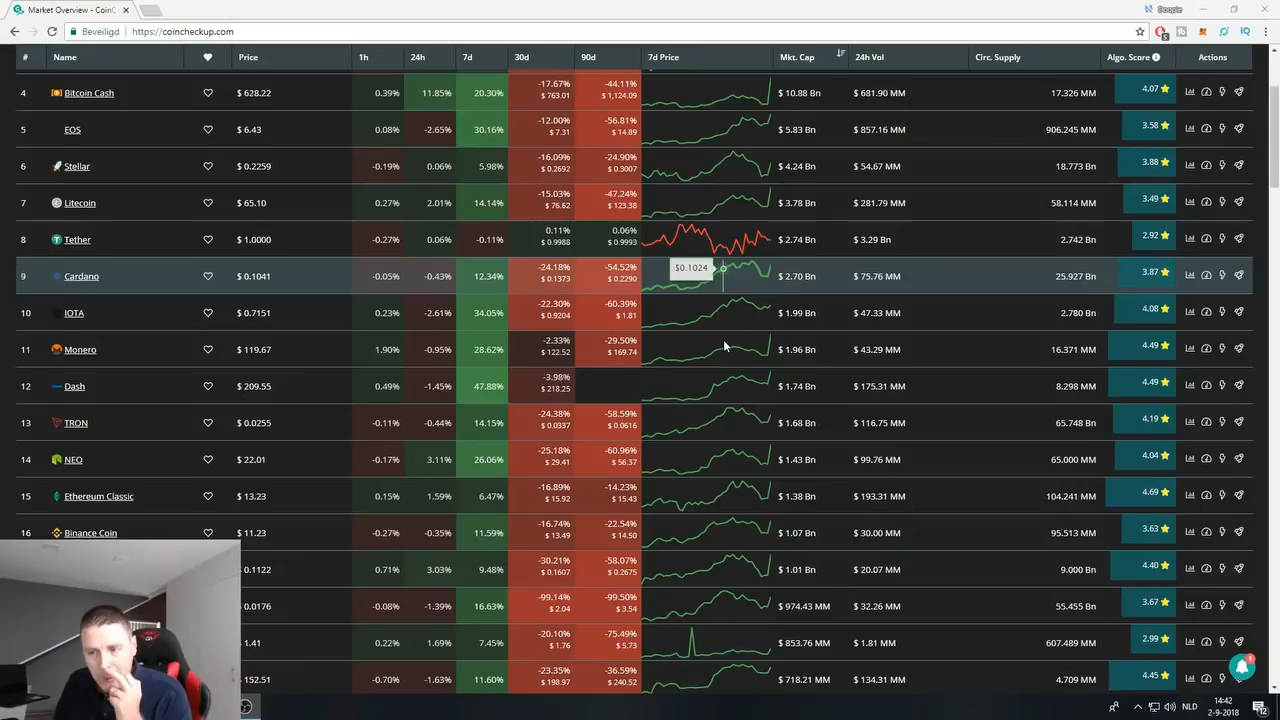 Market Overview - CoinC
Doopie
Beveiligd https://coincheckup.com
# Name Price 1h 24h 7d 30d 90d 7d Price Mkt. Cap 24h Vol Circ. Supply Algo. Score Actions
4 Bitcoin Cash $ 628.22 0.39% 11.85% 20.30% -17.67% $ 763.01 -44.11% $ 1,124.09 $ 10.88 Bn $ 681.90 MM 17.326 MM 4.07
5 EOS $ 6.43 0.08% -2.65% 30.16% -12.00% $ 7.31 -56.81% $ 14.89 $ 5.83 Bn $ 857.16 MM 906.245 MM 3.58
6 Stellar $ 0.2259 -0.19% 0.06% 5.98% -16.09% $ 0.2692 -24.90% $ 0.3007 $ 4.24 Bn $ 54.67 MM 18.773 Bn 3.88
7 Litecoin $ 65.10 0.27% 2.01% 14.14% -15.03% $ 76.62 -47.24% $ 123.38 $ 3.78 Bn $ 281.79 MM 58.114 MM 3.49
8 Tether $ 1.0000 -0.27% 0.06% -0.11% 0.11% $ 0.9988 0.06% $ 0.9993 $ 2.74 Bn $ 3.29 Bn 2.742 Bn 2.92
9 Cardano $ 0.1041 -0.05% -0.43% 12.34% -24.18% $ 0.1373 -54.52% $ 0.2290 $0.1024 $ 2.70 Bn $ 75.76 MM 25.927 Bn 3.87
10 IOTA $ 0.7151 0.23% -2.61% 34.05% -22.30% $ 0.9204 -60.39% $ 1.81 $ 1.99 Bn $ 47.33 MM 2.780 Bn 4.08
11 Monero $ 119.67 1.90% -0.95% 28.62% -2.33% $ 122.52 -29.50% $ 169.74 $ 1.96 Bn $ 43.29 MM 16.371 MM 4.49
12 Dash $ 209.55 0.49% -1.45% 47.88% -3.98% $ 218.25 $ 1.74 Bn $ 175.31 MM 8.298 MM 4.49
13 TRON $ 0.0255 -0.11% -0.44% 14.15% -24.38% $ 0.0337 -58.59% $ 0.0616 $ 1.68 Bn $ 116.75 MM 65.748 Bn 4.19
14 NEO $ 22.01 -0.17% 3.11% 26.06% -25.18% $ 29.41 -60.96% $ 56.37 $ 1.43 Bn $ 99.76 MM 65.000 MM 4.04
15 Ethereum Classic $ 13.23 0.15% 1.59% 6.47% -16.89% $ 15.92 -14.23% $ 15.43 $ 1.38 Bn $ 193.31 MM 104.241 MM 4.69
16 Binance Coin $ 11.23 -0.27% -0.35% 11.59% -16.74% $ 13.49 -22.54% $ 14.50 $ 1.07 Bn $ 30.00 MM 95.513 MM 3.63
0.1122 0.71% 3.03% 9.48% -30.21% $ 0.1607 -58.07% $ 0.2675 $ 1.01 Bn $ 20.07 MM 9.000 Bn 4.40
0.0176 -0.08% -1.39% 16.63% -99.14% $ 2.04 -99.50% $ 3.54 $ 974.43 MM $ 32.26 MM 55.455 Bn 3.67
1.41 0.22% 1.69% 7.45% -20.10% $ 1.76 -75.49% $ 5.73 $ 853.76 MM $ 1.81 MM 607.489 MM 2.99
152.51 -0.70% -1.63% 11.60% -23.35% $ 198.97 -36.59% $ 240.52 $ 718.21 MM $ 134.31 MM 4.709 MM 4.45
NLD 14:42
2-9-2018